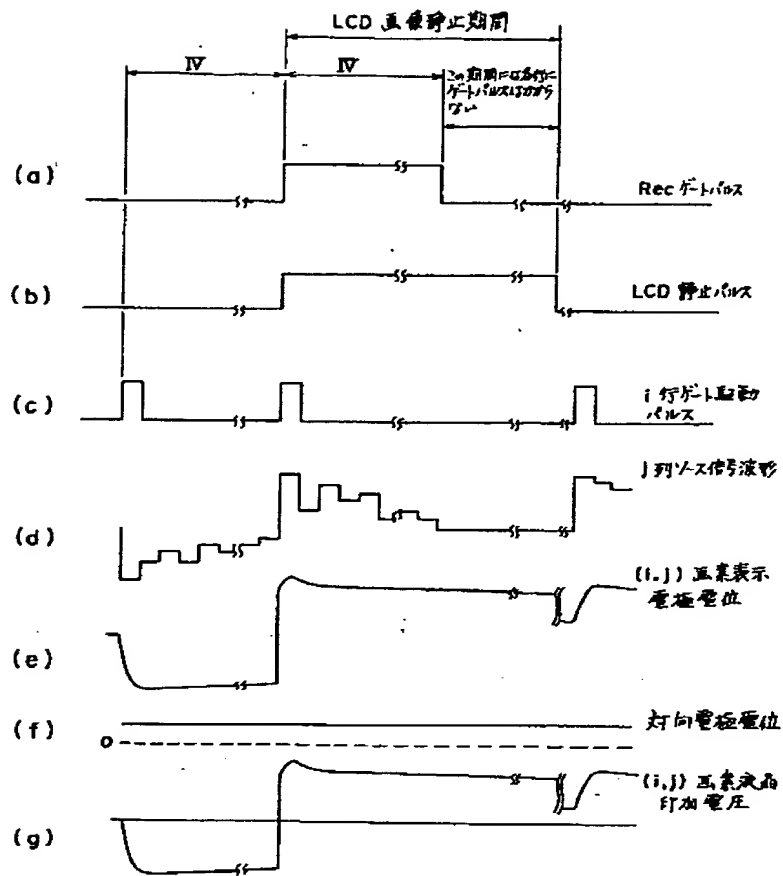 LCD 画像静止期間
IV
IV
この期間には各行に
ゲートパルスはかからない
(a)
Rec ゲートパルス
(b)
LCD 静止パルス
(c)
i 行ゲート駆動
パルス
(d)
j 列ソース信号波形
(e)
(i,j) 画素表示
電極電位
(f)
対向電極電位
0
(g)
(i,j) 画素液晶
印加電圧